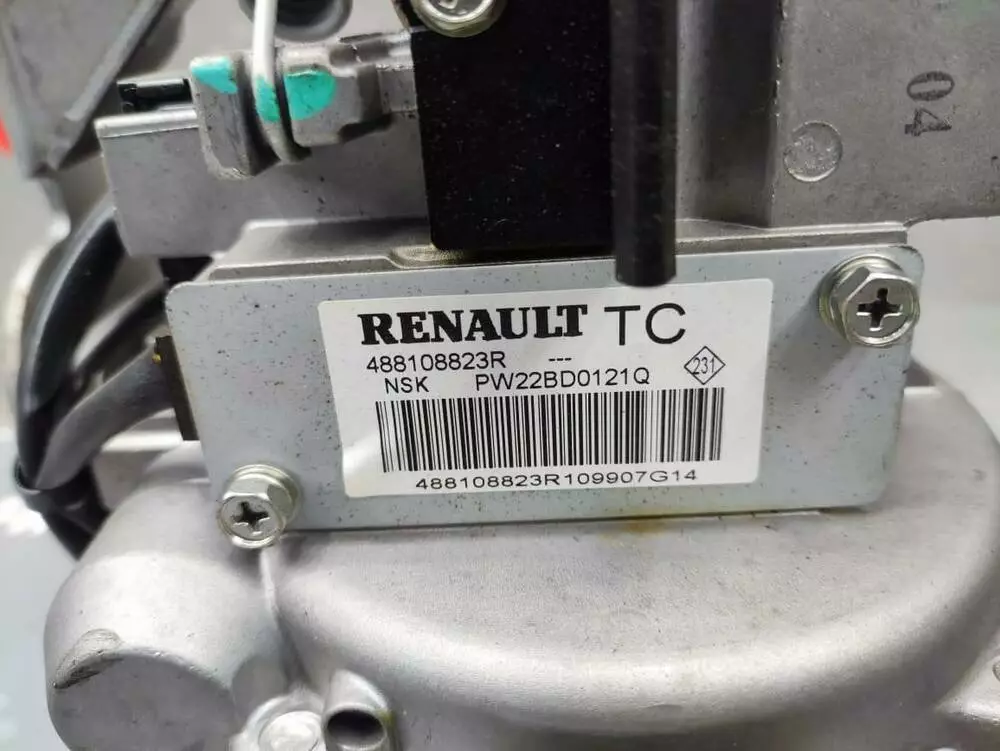 04
RENAULT TC
488108823R ---
NSK PW22BD0121Q
231
488108823R109907G14